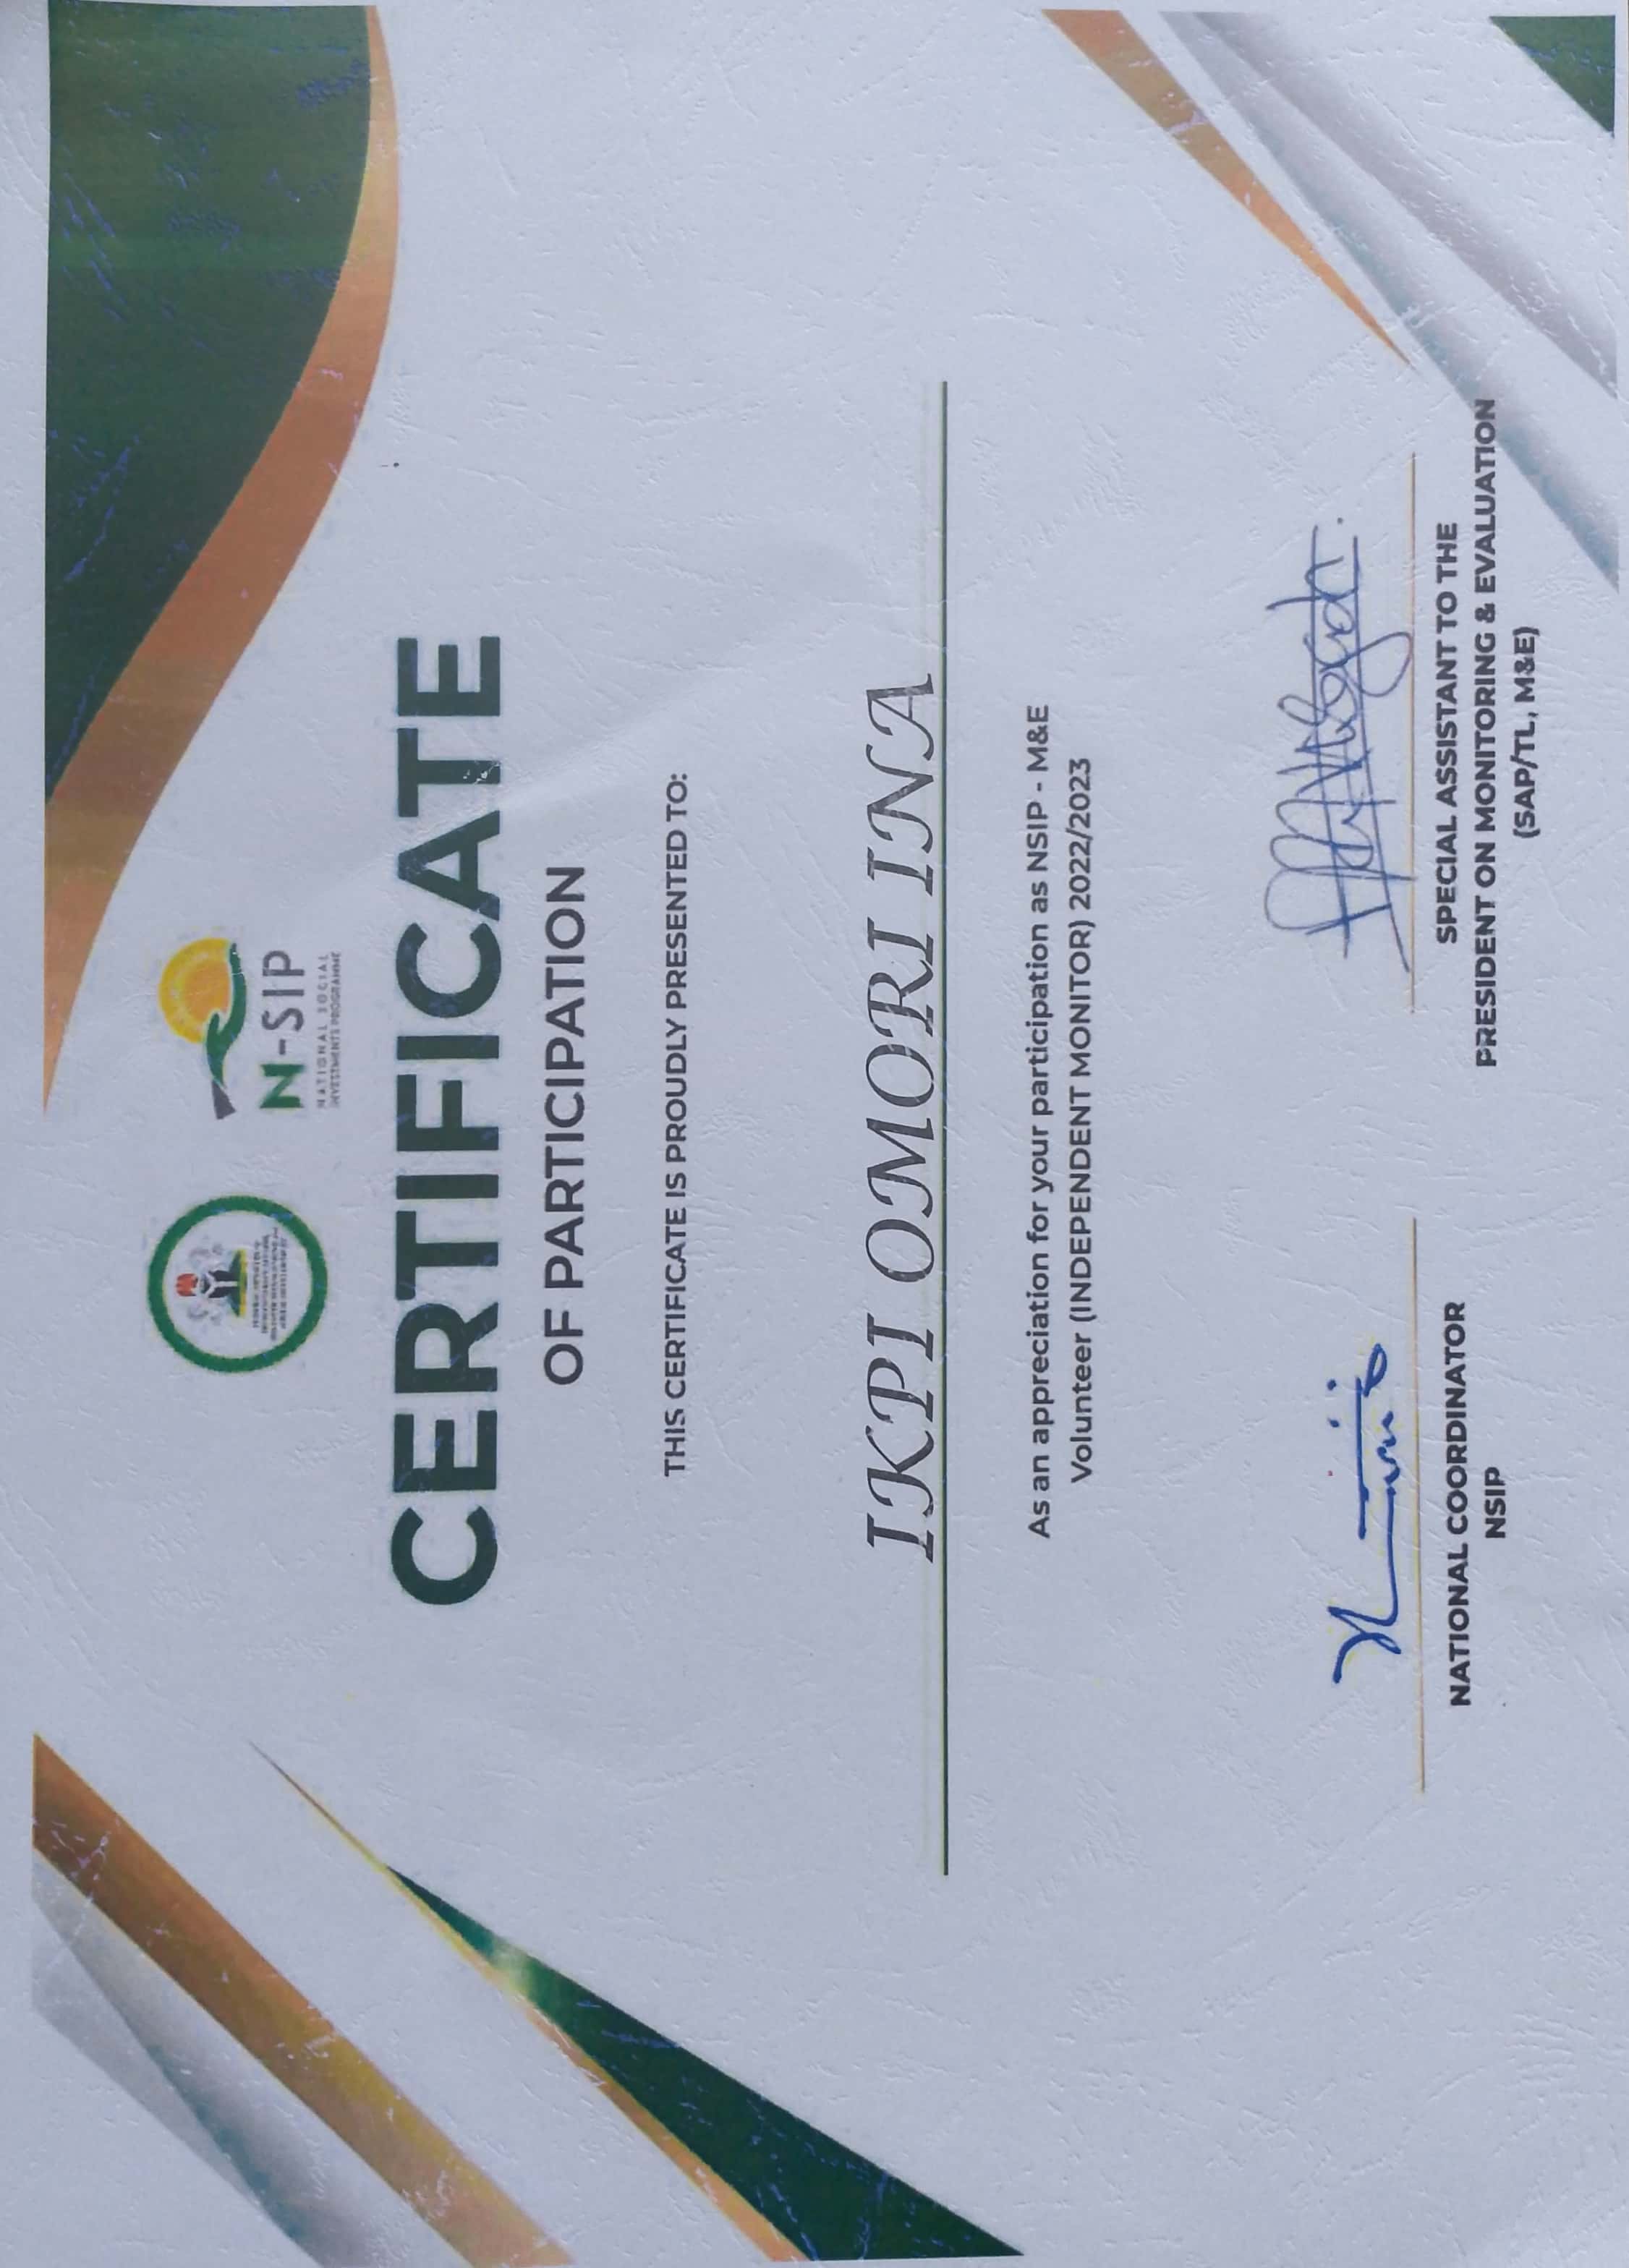 N-SIP
NATIONAL SOCIAL
INVESTMENTS PROGRAMME
CERTIFICATE
OF PARTICIPATION
THIS CERTIFICATE IS PROUDLY PRESENTED TO:
IKPI OMORI INA
As an appreciation for your participation as NSIP - M&E
Volunteer (INDEPENDENT MONITOR) 2022/2023
NATIONAL COORDINATOR
NSIP
SPECIAL ASSISTANT TO THE
PRESIDENT ON MONITORING & EVALUATION
(SAP/TL, M&E)